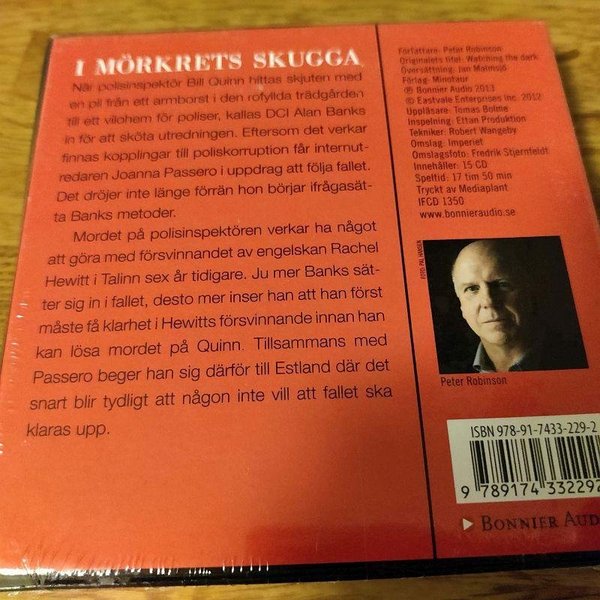 I MÖRKRETS SKUGGA
När polisinspektör Bill Quinn hittas skjuten med
en pil från ett armborst i den rofyllda trädgården
till ett vilohem för poliser, kallas DCI Alan Banks
in för att sköta utredningen. Eftersom det verkar
finnas kopplingar till poliskorruption får internut-
redaren Joanna Passero i uppdrag att följa fallet.
Det dröjer inte länge förrän hon börjar ifrågasät-
ta Banks metoder.
Mordet på polisinspektören verkar ha något
att göra med försvinnandet av engelskan Rachel
Hewitt i Talinn sex år tidigare. Ju mer Banks sät-
ter sig in i fallet, desto mer inser han att han först
måste få klarhet i Hewitts försvinnande innan han
kan lösa mordet på Quinn. Tillsammans med
Passero beger han sig därför till Estland där det
snart blir tydligt att någon inte vill att fallet ska
klaras upp.
Författare: Peter Robinson
Originalets titel: Watching the dark
Översättning: Jan Malmsjö
Förlag: Minotaur
℗ Bonnier Audio 2013
© Eastvale Enterprises Inc. 2012
Uppläsare: Tomas Bolme
Inspelning: Ettan Produktion
Tekniker: Robert Wangeby
Omslag: Imperiet
Omslagsfoto: Fredrik Stjernfeldt
Innehåller: 15 CD
Speltid: 17 tim 50 min
Tryckt av Mediaplant
IFCD 1350
www.bonnieraudio.se
Peter Robinson
ISBN 978-91-7433-229-2
9 789174 332292
BONNIER AUD